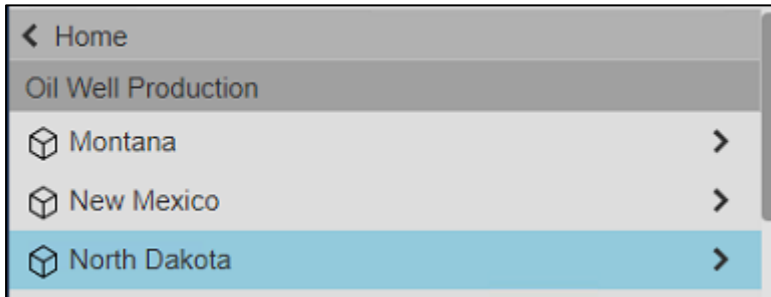 Home
Oil Well Production
Montana
New Mexico
North Dakota